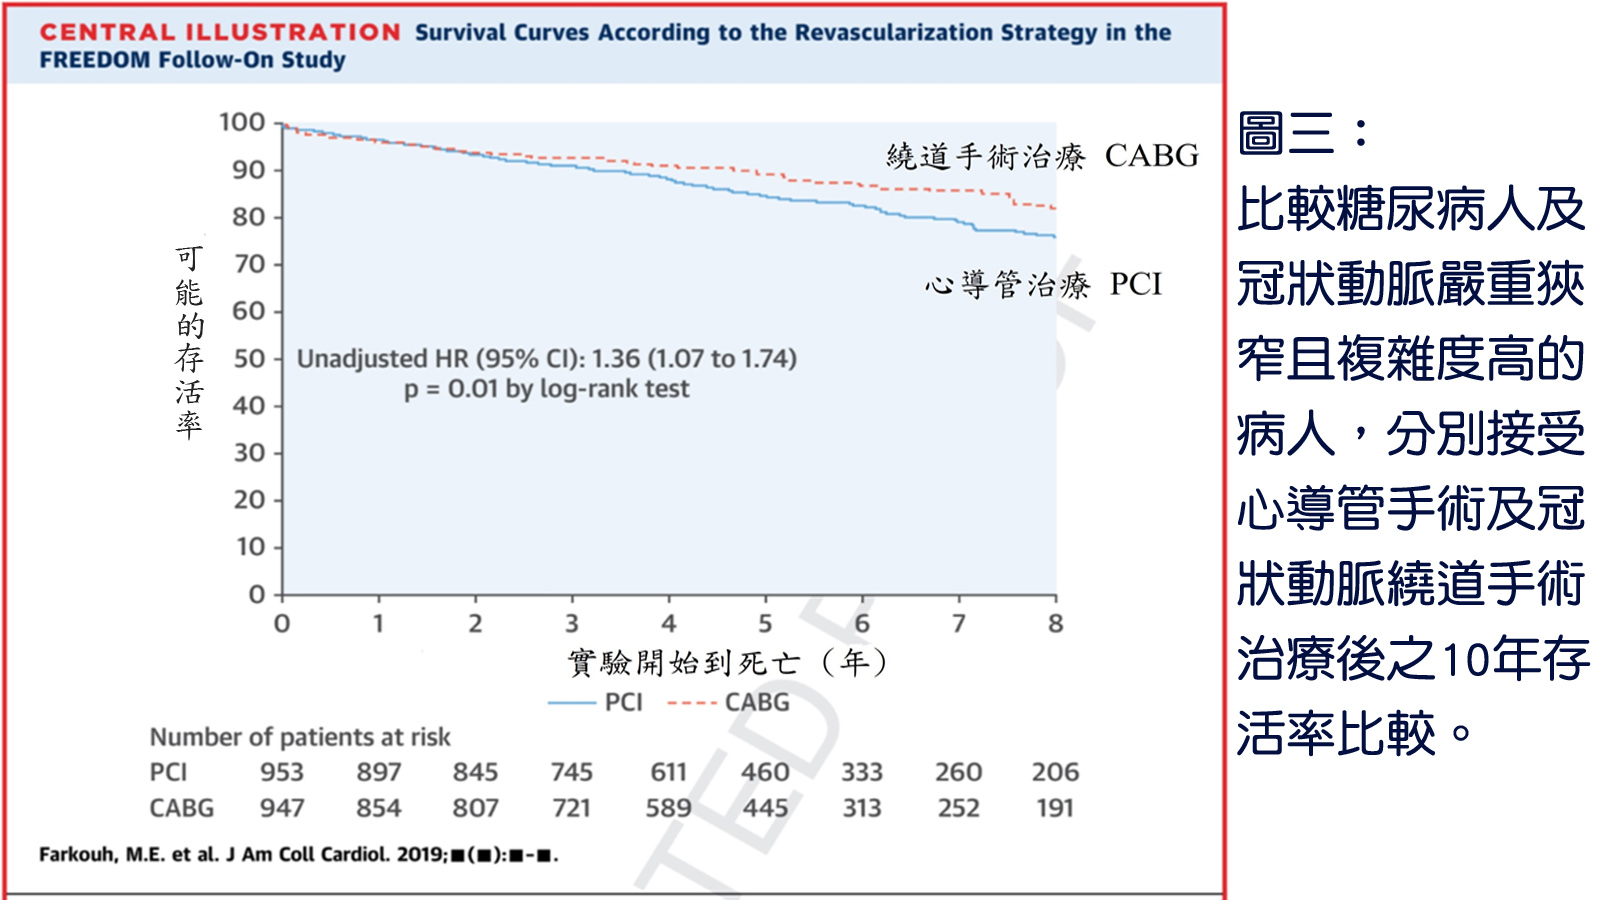 CENTRAL ILLUSTRATION Survival Curves According to the Revascularization Strategy in the
FREEDOM Follow-On Study
100
90
80
70
60
50
40
30
20
10
0
可能的存活率
繞道手術治療 CABG
心導管治療 PCI
Unadjusted HR (95% CI): 1.36 (1.07 to 1.74)
p = 0.01 by log-rank test
0 1 2 3 4 5 6 7 8
實驗開始到死亡（年）
PCI CABG
Number of patients at risk
PCI 953 897 845 745 611 460 333 260 206
CABG 947 854 807 721 589 445 313 252 191
Farkouh, M.E. et al. J Am Coll Cardiol. 2019;■(■):■-■.
圖三：
比較糖尿病人及
冠狀動脈嚴重狹
窄且複雜度高的
病人，分別接受
心導管手術及冠
狀動脈繞道手術
治療後之10年存
活率比較。